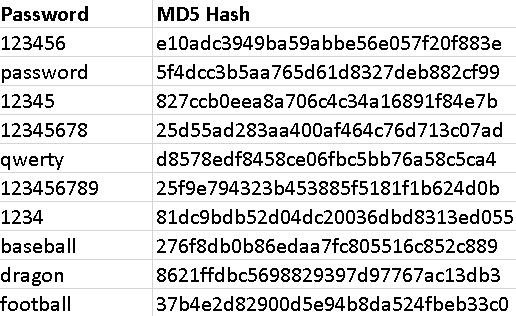 Password MD5 Hash
123456 e10adc3949ba59abbe56e057f20f883e
password 5f4dcc3b5aa765d61d8327deb882cf99
12345 827ccb0eea8a706c4c34a16891f84e7b
12345678 25d55ad283aa400af464c76d713c07ad
qwerty d8578edf8458ce06fbc5bb76a58c5ca4
123456789 25f9e794323b453885f5181f1b624d0b
1234 81dc9bdb52d04dc20036dbd8313ed055
baseball 276f8db0b86edaa7fc805516c852c889
dragon 8621ffdbc5698829397d97767ac13db3
football 37b4e2d82900d5e94b8da524fbeb33c0